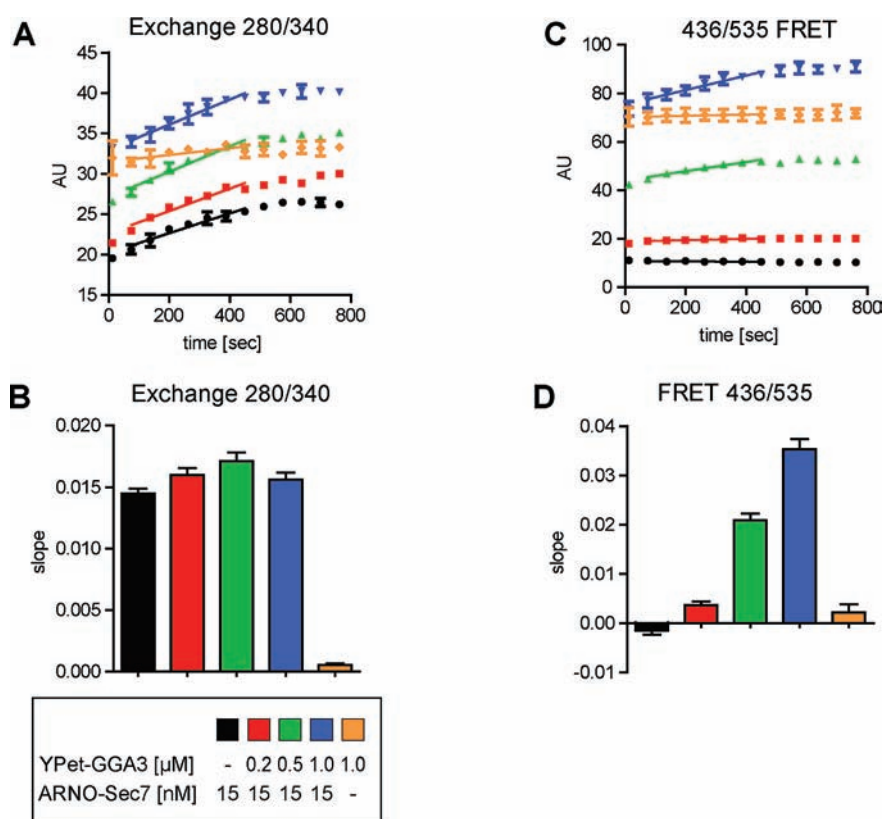 A
Exchange 280/340
45
40
35
30
25
20
15
AU
0 200 400 600 800
time [sec]
C
436/535 FRET
100
80
60
40
20
0
AU
0 200 400 600 800
time [sec]
B
Exchange 280/340
0.020
0.015
0.010
0.005
0.000
slope
D
FRET 436/535
0.04
0.03
0.02
0.01
0.00
-0.01
slope
YPet-GGA3 [µM] - 0.2 0.5 1.0 1.0
ARNO-Sec7 [nM] 15 15 15 15 -